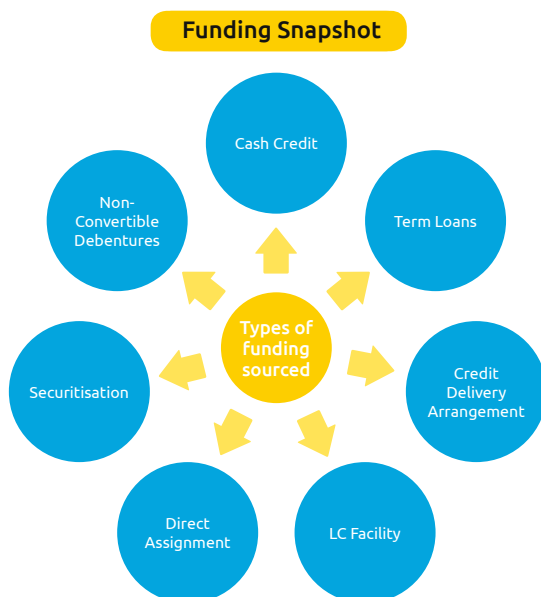 Funding Snapshot
Cash Credit
Non-
Convertible
Debentures
Term Loans
Types of
funding
sourced
Securitisation
Credit
Delivery
Arrangement
Direct
Assignment
LC Facility